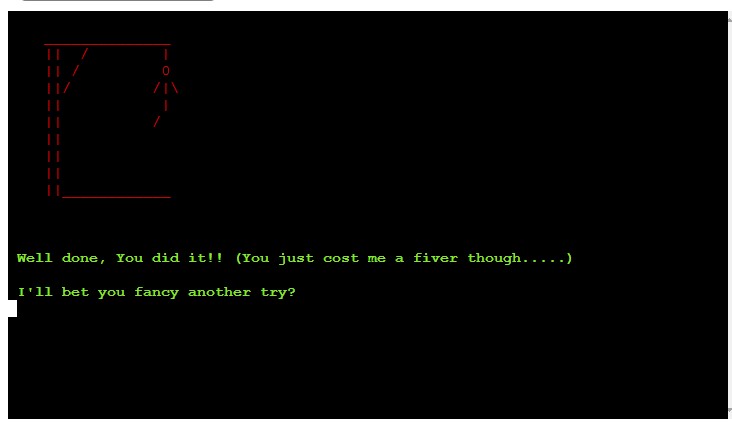 Well done, You did it!! (You just cost me a fiver though.....)
I'll bet you fancy another try?